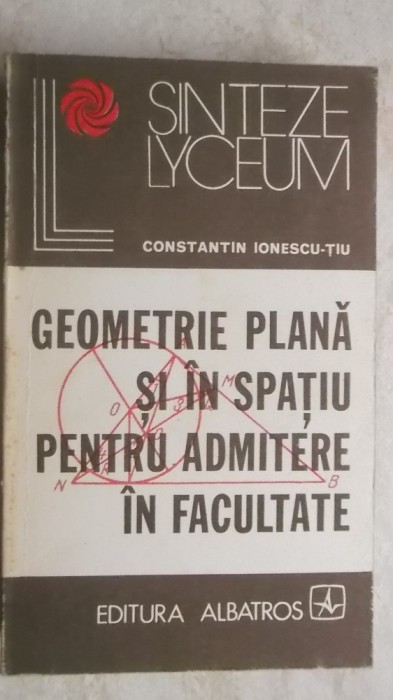 SINTEZE
LYCEUM
CONSTANTIN IONESCU-ȚIU
GEOMETRIE PLANĂ
ȘI ÎN SPAȚIU
PENTRU ADMITERE
ÎN FACULTATE
O
M
N
B
EDITURA ALBATROS